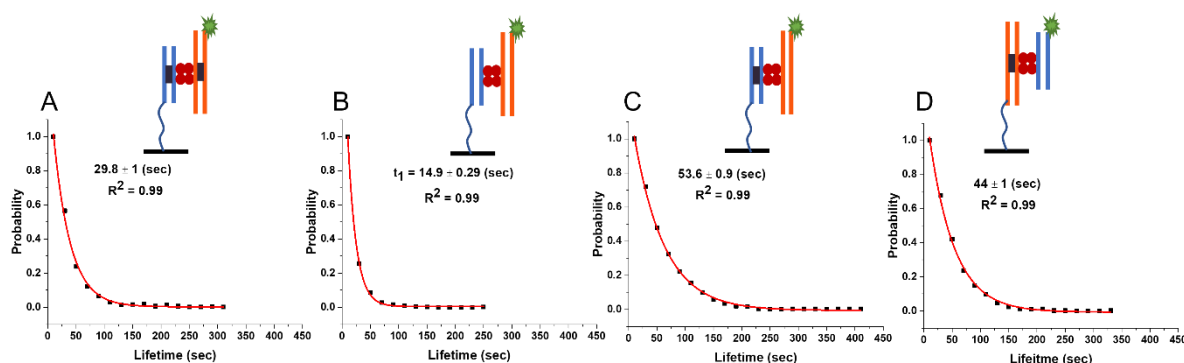 A
29.8 ± 1 (sec)
R² = 0.99
Probability
1.0
0.8
0.6
0.4
0.2
0.0
0 50 100 150 200 250 300 350 400 450
Lifetime (sec)
B
t₁ = 14.9 ± 0.29 (sec)
R² = 0.99
Probability
1.0
0.8
0.6
0.4
0.2
0.0
0 50 100 150 200 250 300 350 400 450
Lifetime (sec)
C
53.6 ± 0.9 (sec)
R² = 0.99
Probability
1.0
0.8
0.6
0.4
0.2
0.0
0 50 100 150 200 250 300 350 400 450
Lifetime (sec)
D
44 ± 1 (sec)
R² = 0.99
Probability
1.0
0.8
0.6
0.4
0.2
0.0
0 50 100 150 200 250 300 350 400 450
Lifetime (sec)